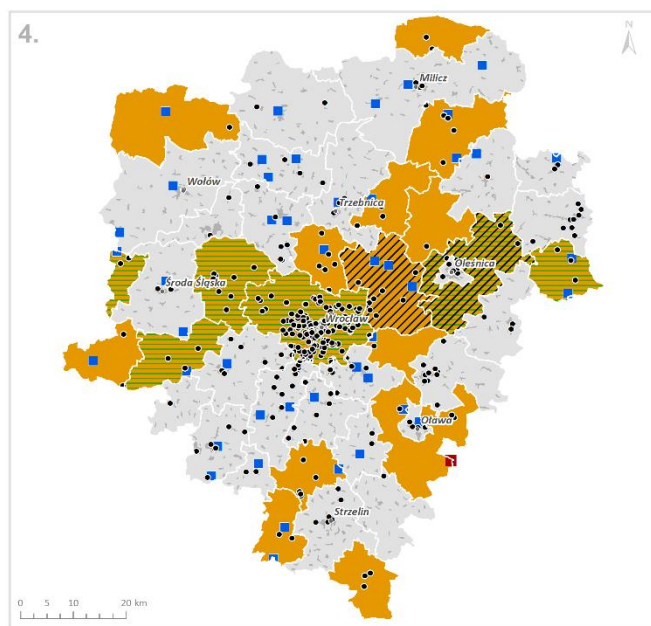 4.
N
Milicz
Wołów
Trzebnica
Oleśnica
Środa Śląska
Wrocław
Oława
Strzelin
0 5 10 20 km